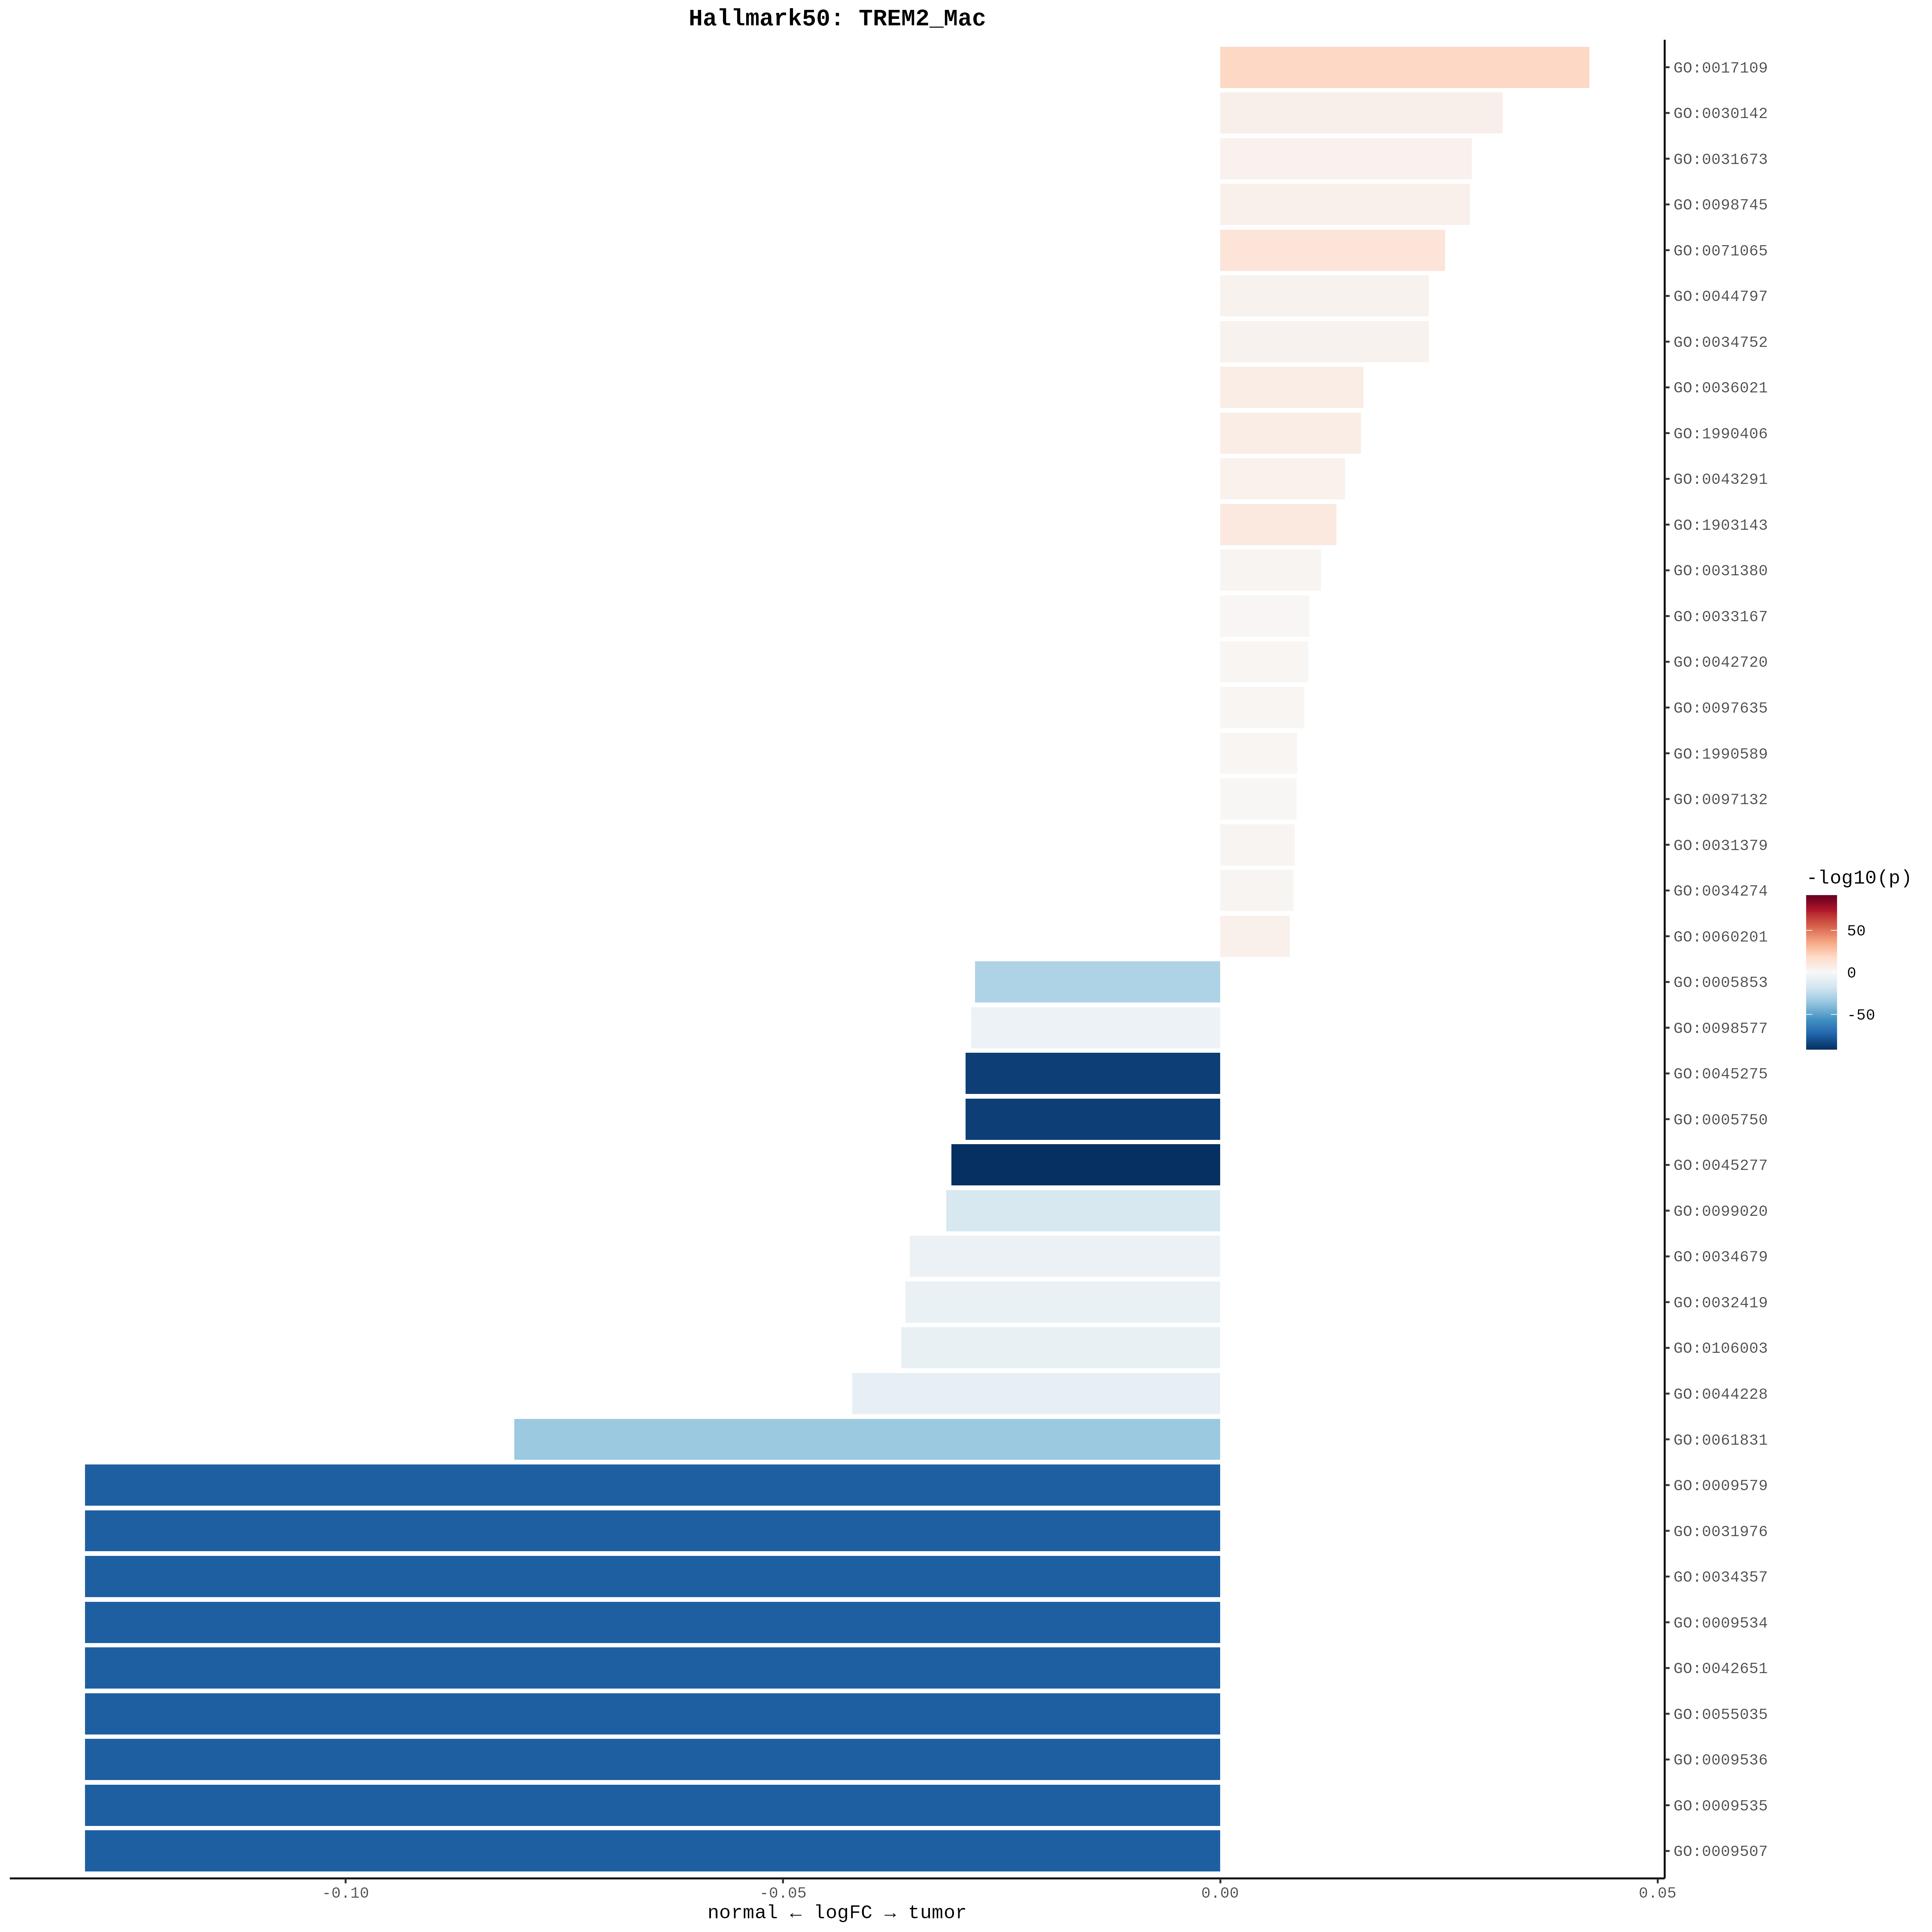 Hallmark50: TREM2_Mac
GO:0017109
GO:0030142
GO:0031673
GO:0098745
GO:0071065
GO:0044797
GO:0034752
GO:0036021
GO:1990406
GO:0043291
GO:1903143
GO:0031380
GO:0033167
GO:0042720
GO:0097635
GO:1990589
GO:0097132
GO:0031379
GO:0034274
GO:0060201
GO:0005853
GO:0098577
GO:0045275
GO:0005750
GO:0045277
GO:0099020
GO:0034679
GO:0032419
GO:0106003
GO:0044228
GO:0061831
GO:0009579
GO:0031976
GO:0034357
GO:0009534
GO:0042651
GO:0055035
GO:0009536
GO:0009535
GO:0009507
-log10(p)
50
0
-50
-0.10 -0.05 0.00 0.05
normal ← logFC → tumor